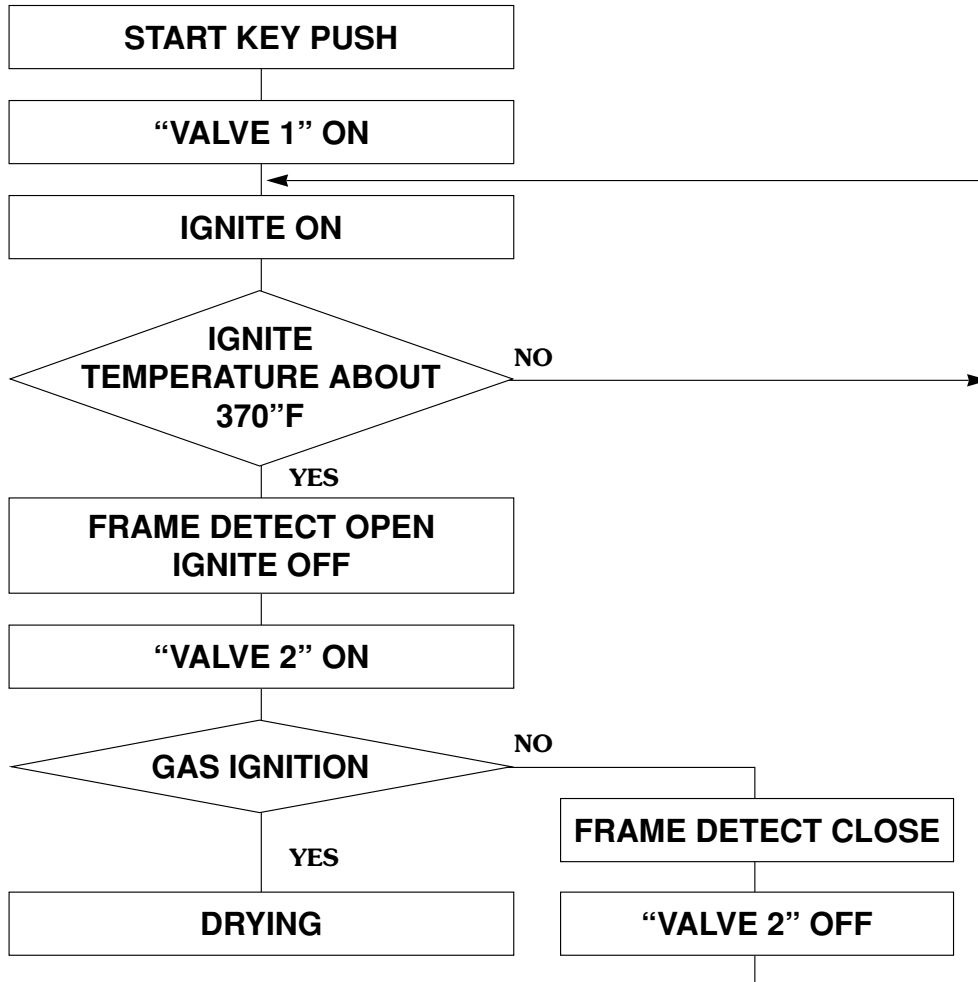 START KEY PUSH
“VALVE 1” ON
IGNITE ON
IGNITE
TEMPERATURE ABOUT
370”F
NO
YES
FRAME DETECT OPEN
IGNITE OFF
“VALVE 2” ON
GAS IGNITION
NO
FRAME DETECT CLOSE
YES
DRYING
“VALVE 2” OFF